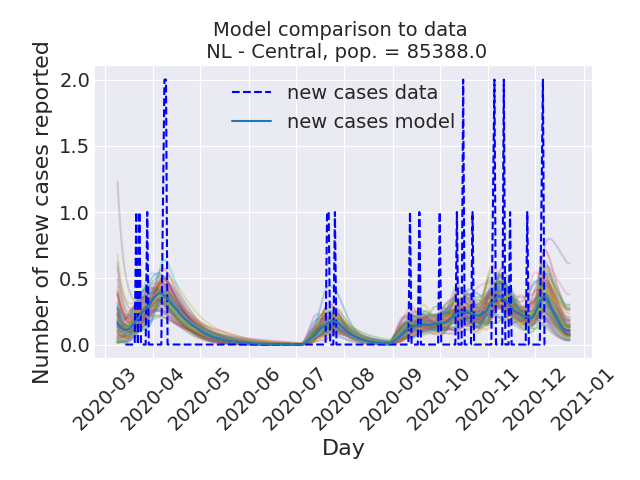 Model comparison to data
NL - Central, pop. = 85388.0
new cases data
new cases model
Number of new cases reported
2.0
1.5
1.0
0.5
0.0
2020-03
2020-04
2020-05
2020-06
2020-07
2020-08
2020-09
2020-10
2020-11
2020-12
2021-01
Day